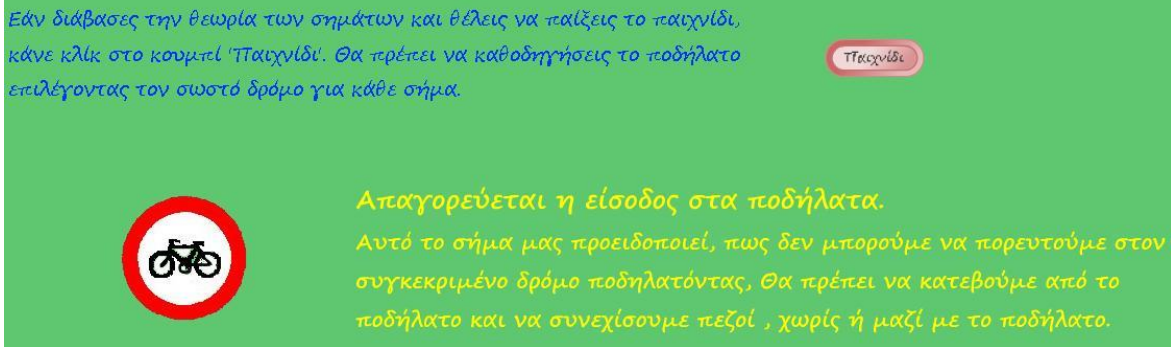 Εάν διάβασες την θεωρία των σημάτων και θέλεις να παίξεις το παιχνίδι,
κάνε κλίκ στο κουμπί 'Παιχνίδι'. Θα πρέπει να καθοδηγήσεις το ποδήλατο
επιλέγοντας τον σωστό δρόμο για κάθε σήμα.
Παιχνίδι
Απαγορεύεται η είσοδος στα ποδήλατα.
Αυτό το σήμα μας προειδοποιεί, πως δεν μπορούμε να πορευτούμε στον
συγκεκριμένο δρόμο ποδηλατόντας, Θα πρέπει να κατεβούμε από το
ποδήλατο και να συνεχίσουμε πεζοί , χωρίς ή μαζί με το ποδήλατο.